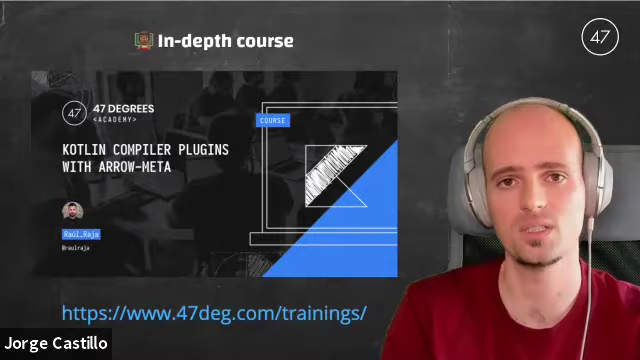 In-depth course
47
47 47 DEGREES
<ACADEMY>
COURSE
KOTLIN COMPILER PLUGINS
WITH ARROW-META
Raúl_Raja
@raulraja
https://www.47deg.com/trainings/
Jorge Castillo